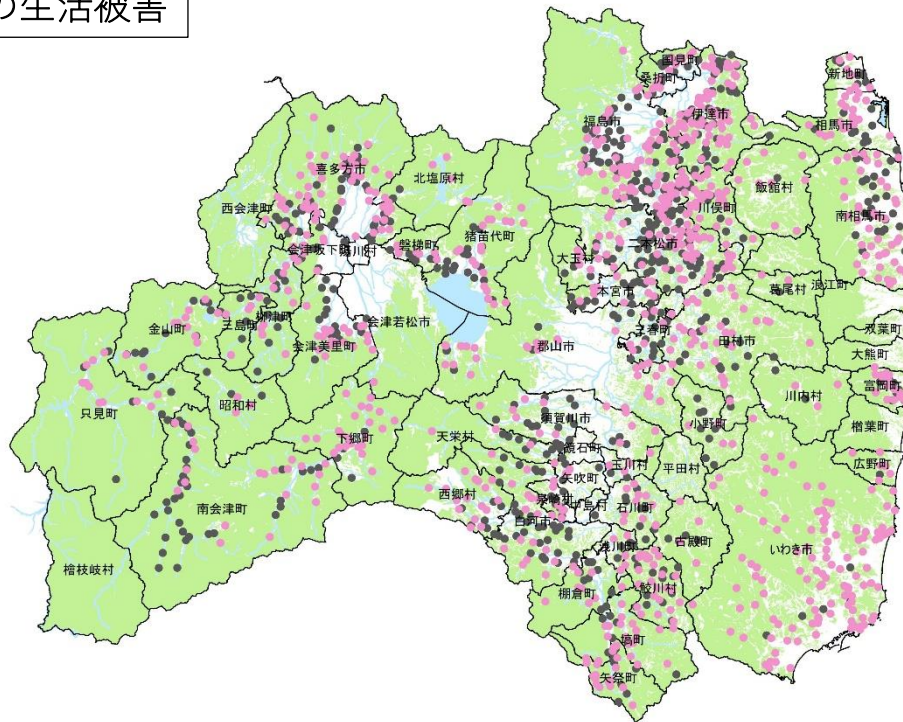 の生活被害
国見町
桑折町
新地町
福島市
伊達市
相馬市
喜多方市
北塩原村
飯舘村
西会津町
川俣町
南相馬市
猪苗代町
会津坂下町
湯川村
磐梯町
二本松市
大玉村
本宮市
葛尾村
浪江町
金山町
三島町
柳津町
会津若松市
三春町
双葉町
会津美里町
郡山市
田村市
大熊町
只見町
昭和村
川内村
富岡町
下郷町
天栄村
須賀川市
小野町
楢葉町
鏡石町
玉川村
平田村
広野町
矢吹町
西郷村
泉崎村
中島村
石川町
南会津町
白河市
浅川町
古殿町
いわき市
檜枝岐村
棚倉町
鮫川村
塙町
矢祭町